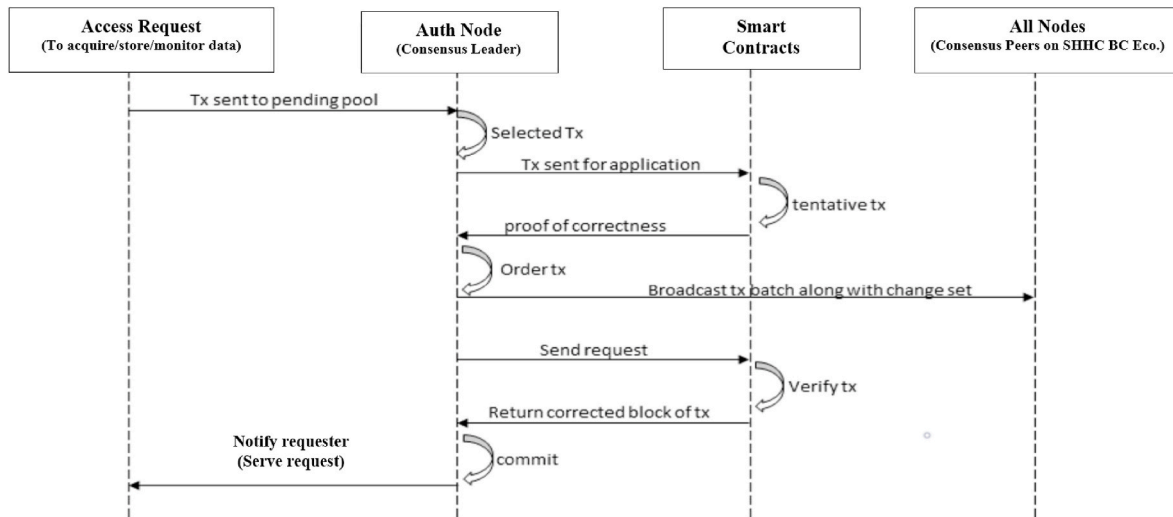 Access Request
(To acquire/store/monitor data)
Auth Node
(Consensus Leader)
Smart
Contracts
All Nodes
(Consensus Peers on SHHC BC Eco.)
Tx sent to pending pool
Selected Tx
Tx sent for application
tentative tx
proof of correctness
Order tx
Broadcast tx batch along with change set
Send request
Verify tx
Return corrected block of tx
Notify requester
(Serve request)
commit